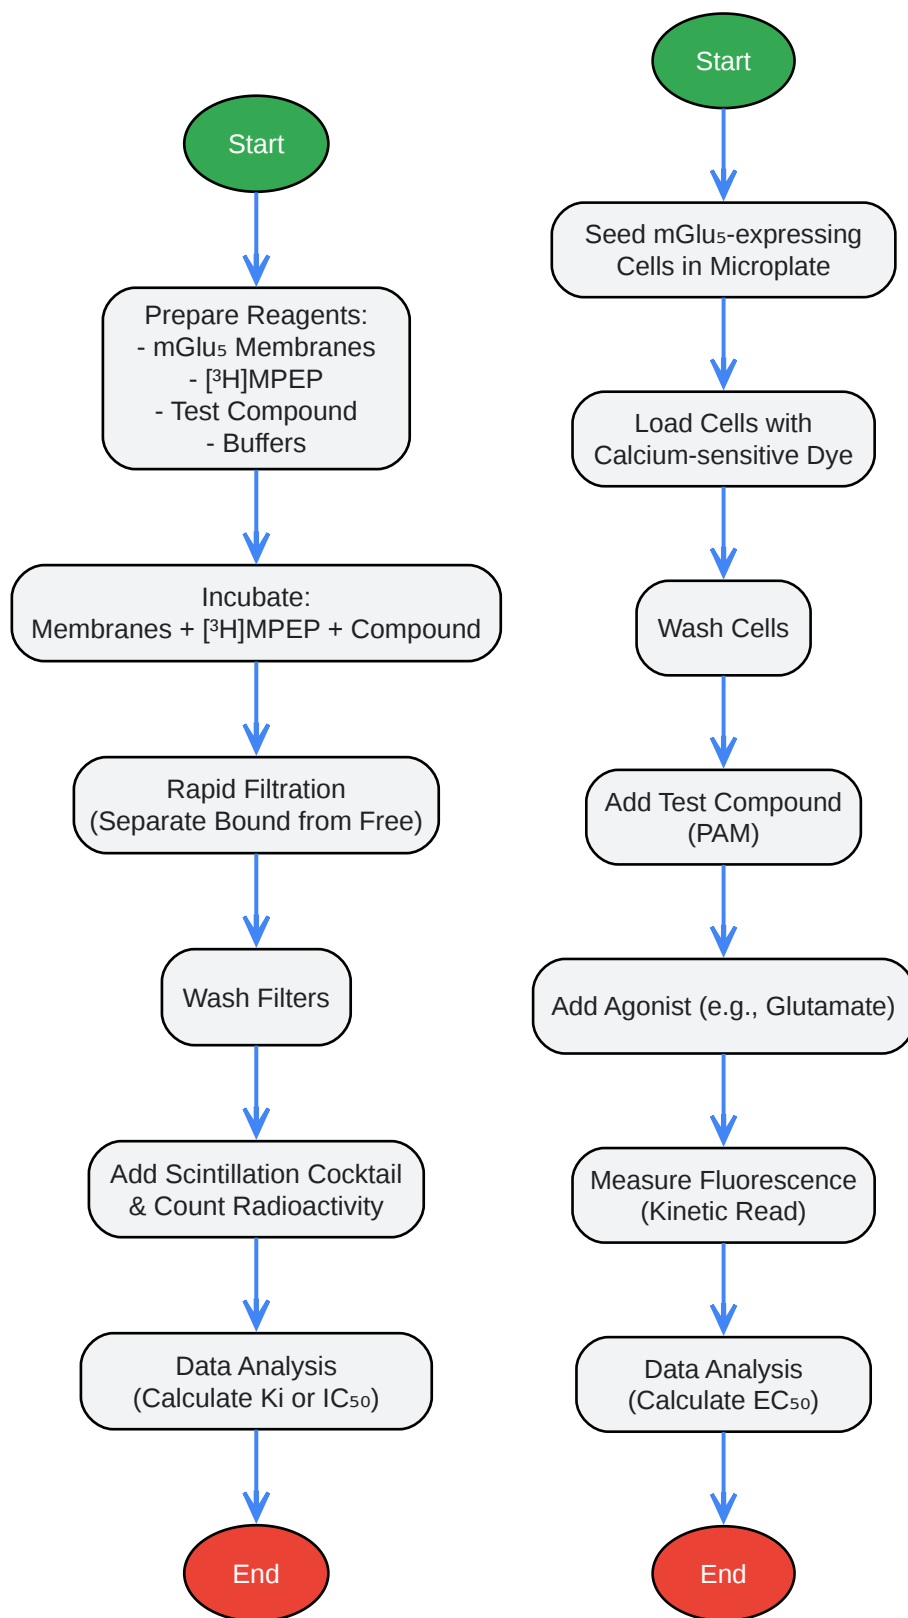 Start
Prepare Reagents:
- mGlu₅ Membranes
- [³H]MPEP
- Test Compound
- Buffers
Incubate:
Membranes + [³H]MPEP + Compound
Rapid Filtration
(Separate Bound from Free)
Wash Filters
Add Scintillation Cocktail
& Count Radioactivity
Data Analysis
(Calculate Ki or IC₅₀)
End
Start
Seed mGlu₅-expressing
Cells in Microplate
Load Cells with
Calcium-sensitive Dye
Wash Cells
Add Test Compound
(PAM)
Add Agonist (e.g., Glutamate)
Measure Fluorescence
(Kinetic Read)
Data Analysis
(Calculate EC₅₀)
End